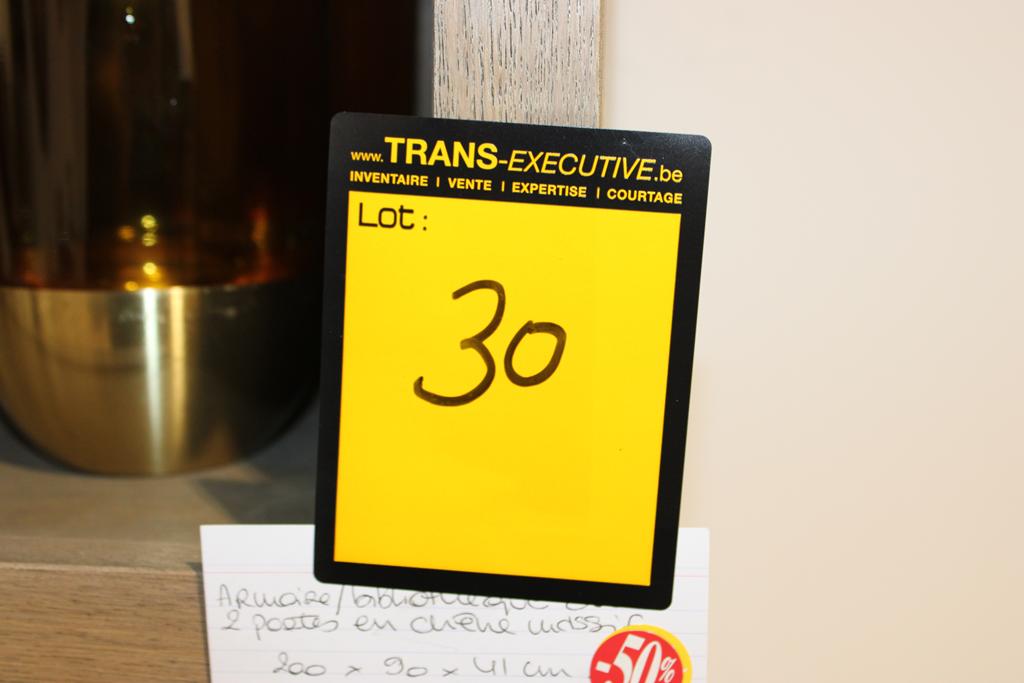 www.TRANS-EXECUTIVE.be
INVENTAIRE | VENTE | EXPERTISE | COURTAGE
Lot :
30
Armoire/bibliothèque
2 portes en chêne massif
200 x 90 x 41 cm
-50%